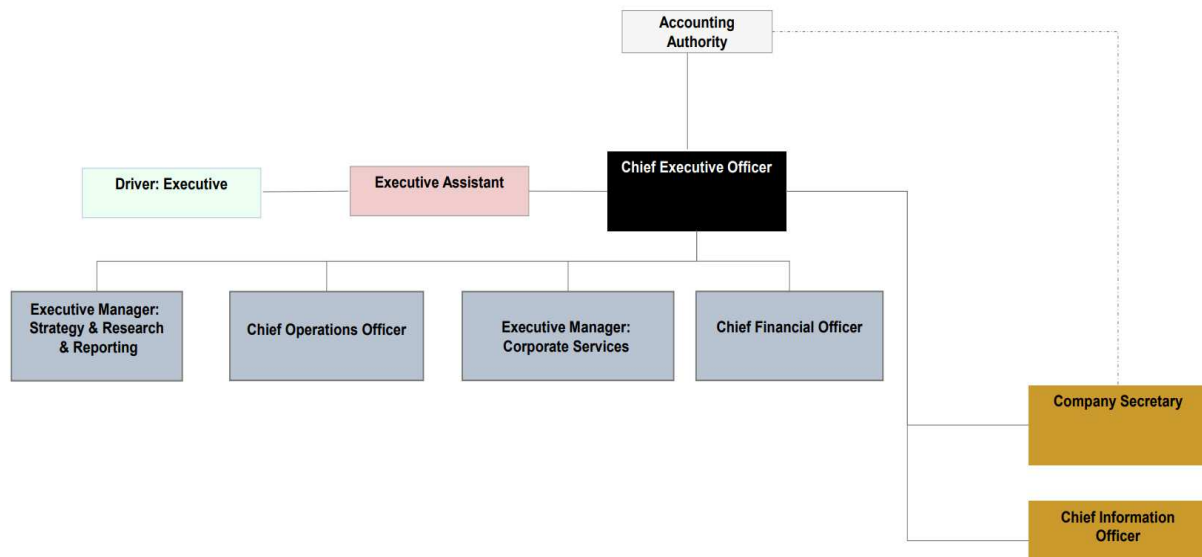 Accounting
Authority
Chief Executive Officer
Driver: Executive
Executive Assistant
Executive Manager:
Strategy & Research
& Reporting
Chief Operations Officer
Executive Manager:
Corporate Services
Chief Financial Officer
Company Secretary
Chief Information
Officer